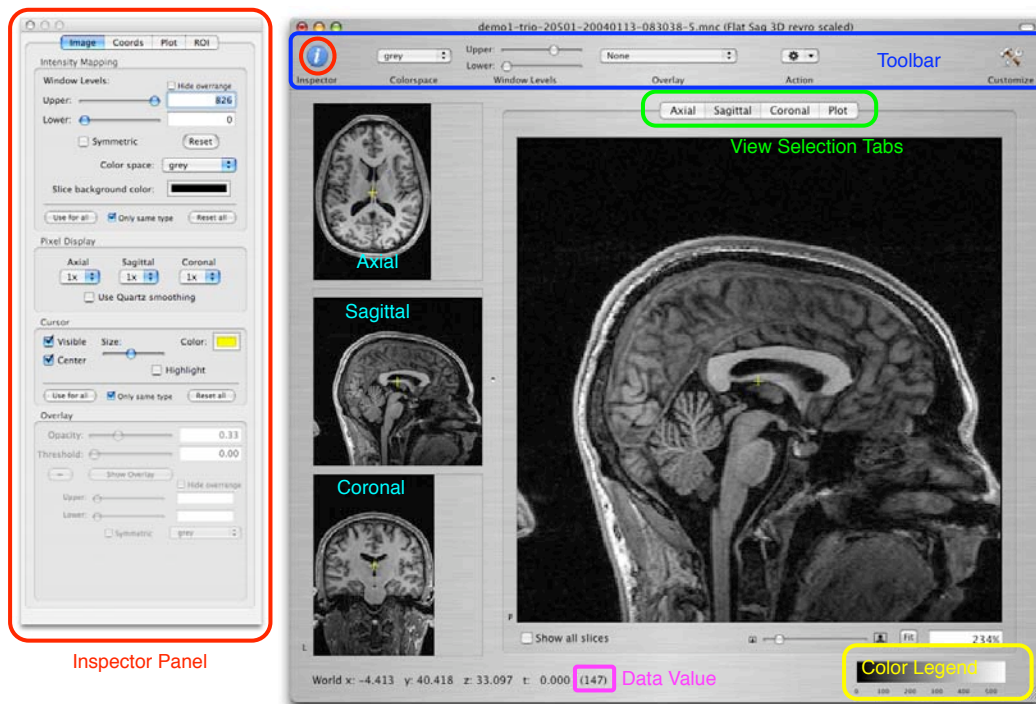 Image Coords Plot ROI
Intensity Mapping
Window Levels:
Hide overrange
Upper: 826
Lower: 0
Symmetric Reset
Color space: grey
Slice background color:
Use for all Only same type Reset all
Pixel Display
Axial Sagittal Coronal
1x 1x 1x
Use Quartz smoothing
Cursor
Visible Size: Color:
Center
Highlight
Use for all Only same type Reset all
Overlay
Opacity: 0.33
Threshold: 0.00
Show Overlay
Hide overrange
Upper:
Lower:
Symmetric grey
Inspector Panel
demo1-trio-20501-20040113-083038-5.mnc (Flat Sag 3D revro scaled)
grey Upper: None Toolbar
Lower:
Inspector Colorspace Window Levels Overlay Action Customize
Axial Sagittal Coronal Plot
View Selection Tabs
Axial
Sagittal
Coronal
P
L
Show all slices Fit 234%
Color Legend
World x: -4.413 y: 40.418 z: 33.097 t: 0.000 (147) Data Value
0 100 200 300 400 500